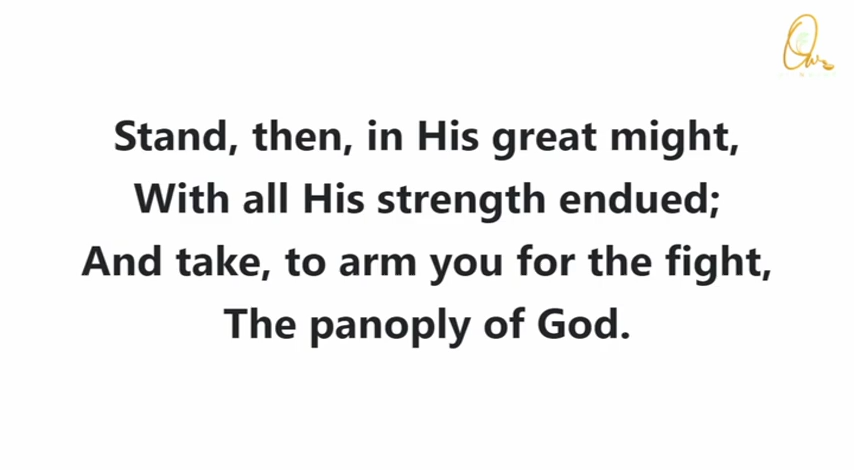 Stand, then, in His great might,
With all His strength endued;
And take, to arm you for the fight,
The panoply of God.